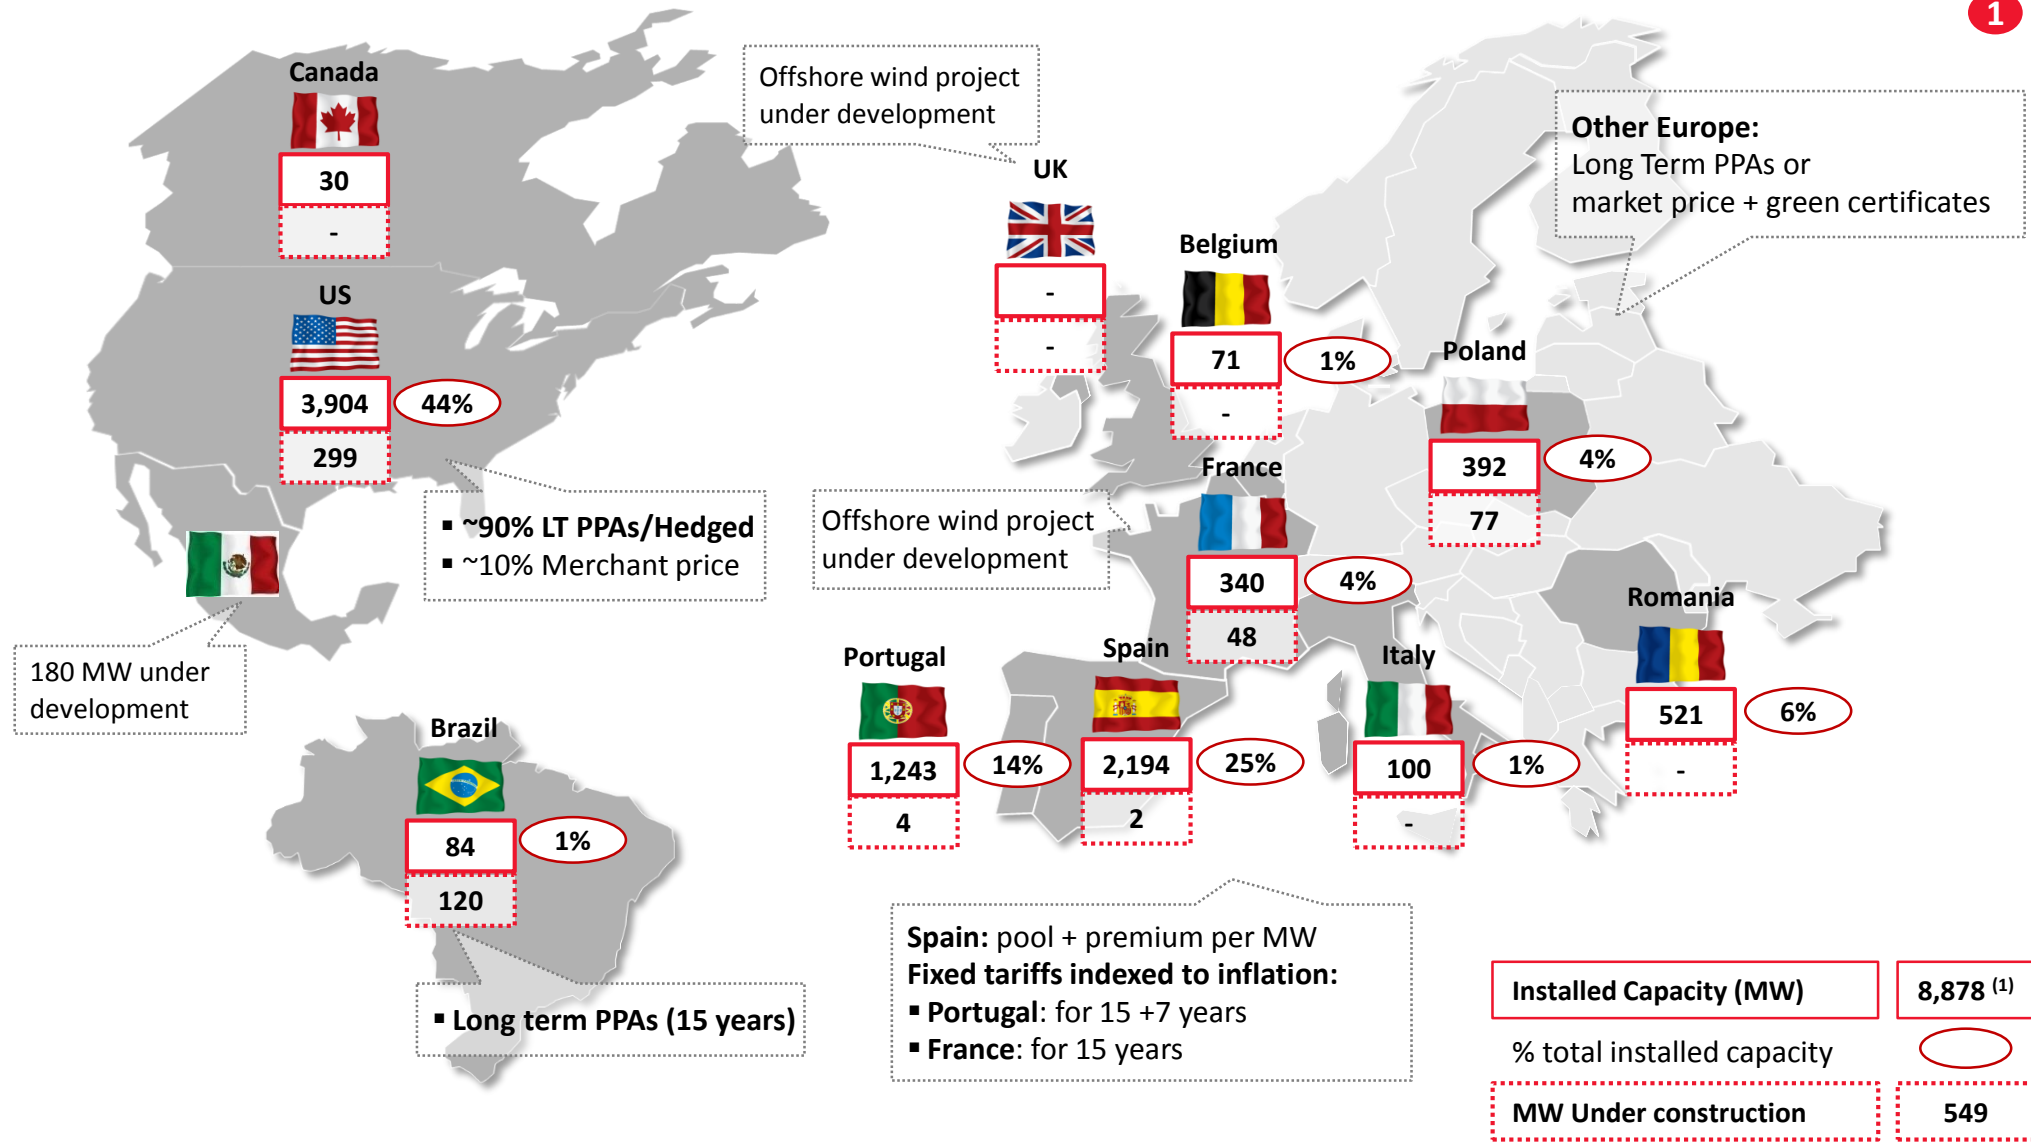 1
Canada
30
-
US
3,904
44%
299
▪ ~90% LT PPAs/Hedged
▪ ~10% Merchant price
180 MW under
development
Brazil
84
1%
120
▪ Long term PPAs (15 years)
Offshore wind project
under development
UK
-
-
Belgium
71
1%
-
Other Europe:
Long Term PPAs or
market price + green certificates
Poland
392
4%
77
France
340
4%
48
Offshore wind project
under development
Romania
521
6%
-
Portugal
1,243
14%
4
Spain
2,194
25%
2
Italy
100
1%
-
Spain: pool + premium per MW
Fixed tariffs indexed to inflation:
▪ Portugal: for 15 +7 years
▪ France: for 15 years
Installed Capacity (MW) 8,878 (1)
% total installed capacity
MW Under construction 549